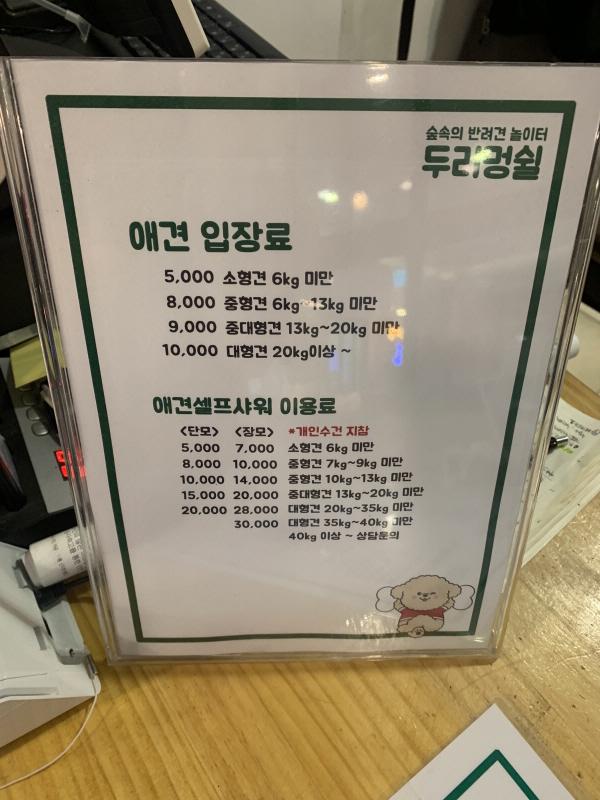 숲속의 반려견 놀이터
두리멍쉴
애견 입장료
5,000 소형견 6kg 미만
8,000 중형견 6kg~13kg 미만
9,000 중대형견 13kg~20kg 미만
10,000 대형견 20kg이상 ~
애견셀프샤워 이용료
<단모> <장모> *개인수건 지참
5,000 7,000 소형견 6kg 미만
8,000 10,000 중형견 7kg~9kg 미만
10,000 14,000 중형견 10kg~13kg 미만
15,000 20,000 중대형견 13kg~20kg 미만
20,000 28,000 대형견 20kg~35kg 미만
30,000 대형견 35kg~40kg 미만
40kg 이상 ~ 상담문의